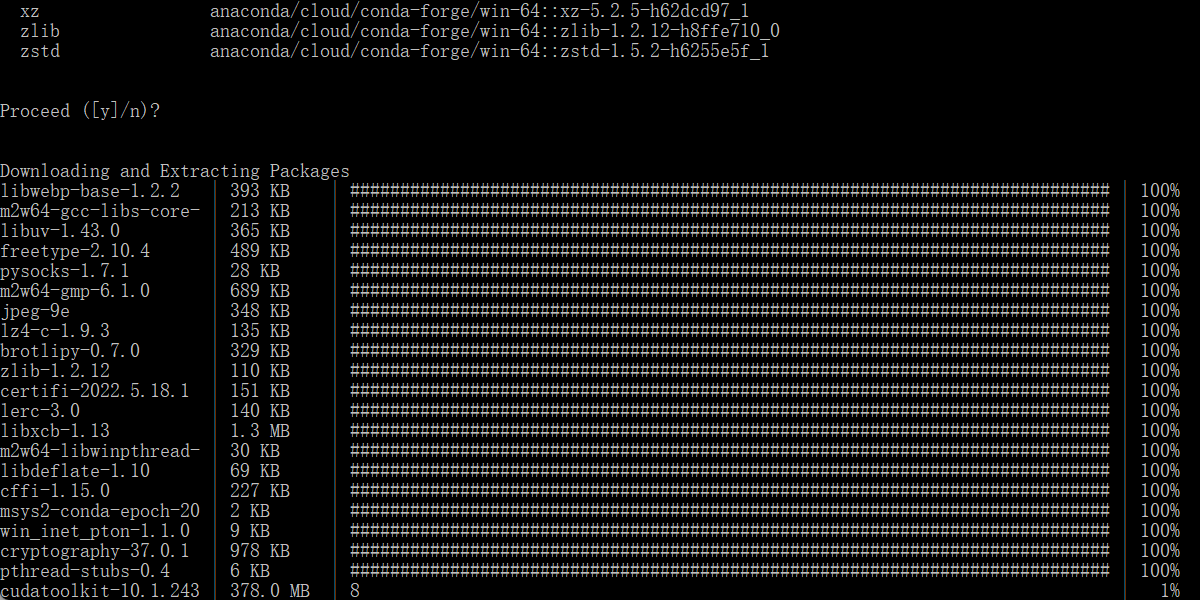 xz anaconda/cloud/conda-forge/win-64::xz-5.2.5-h62dcd97_1
zlib anaconda/cloud/conda-forge/win-64::zlib-1.2.12-h8ffe710_0
zstd anaconda/cloud/conda-forge/win-64::zstd-1.5.2-h6255e5f_1
Proceed ([y]/n)?
Downloading and Extracting Packages
libwebp-base-1.2.2 | 393 KB | ############################################################################ | 100%
m2w64-gcc-libs-core- | 213 KB | ############################################################################ | 100%
libuv-1.43.0 | 365 KB | ############################################################################ | 100%
freetype-2.10.4 | 489 KB | ############################################################################ | 100%
pysocks-1.7.1 | 28 KB | ############################################################################ | 100%
m2w64-gmp-6.1.0 | 689 KB | ############################################################################ | 100%
jpeg-9e | 348 KB | ############################################################################ | 100%
lz4-c-1.9.3 | 135 KB | ############################################################################ | 100%
brotlipy-0.7.0 | 329 KB | ############################################################################ | 100%
zlib-1.2.12 | 110 KB | ############################################################################ | 100%
certifi-2022.5.18.1 | 151 KB | ############################################################################ | 100%
lerc-3.0 | 140 KB | ############################################################################ | 100%
libxcb-1.13 | 1.3 MB | ############################################################################ | 100%
m2w64-libwinpthread- | 30 KB | ############################################################################ | 100%
libdeflate-1.10 | 69 KB | ############################################################################ | 100%
cffi-1.15.0 | 227 KB | ############################################################################ | 100%
msys2-conda-epoch-20 | 2 KB | ############################################################################ | 100%
win_inet_pton-1.1.0 | 9 KB | ############################################################################ | 100%
cryptography-37.0.1 | 978 KB | ############################################################################ | 100%
pthread-stubs-0.4 | 6 KB | ############################################################################ | 100%
cudatoolkit-10.1.243 | 378.0 MB | 8 | 1%